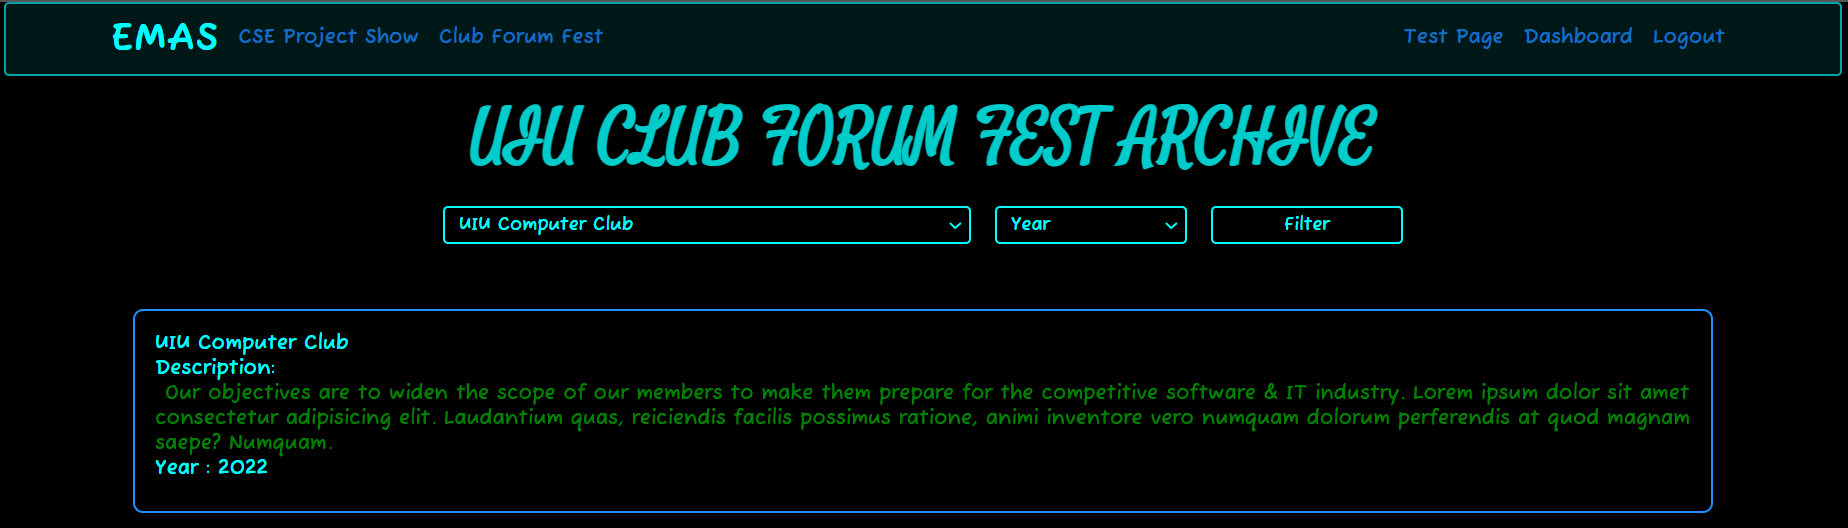 EMAS CSE Project Show Club Forum Fest Test Page Dashboard Logout
UIU CLUB FORUM FEST ARCHIVE
UIU Computer Club Year Filter
UIU Computer Club
Description:
Our objectives are to widen the scope of our members to make them prepare for the competitive software & IT industry. Lorem ipsum dolor sit amet
consectetur adipisicing elit. Laudantium quas, reiciendis facilis possimus ratione, animi inventore vero numquam dolorum perferendis at quod magnam
saepe? Numquam.
Year : 2022